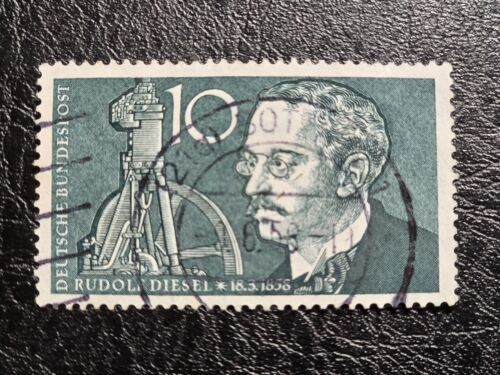 10
DEUTSCHE BUNDESPOST
RUDOLF DIESEL * 18.3.1858